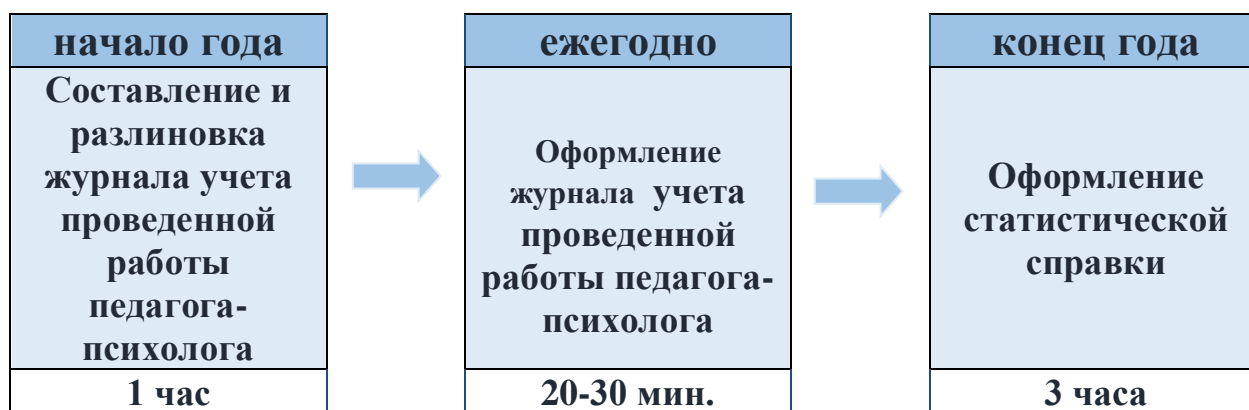 начало года
Составление и
разлиновка
журнала учета
проведенной
работы
педагога-
психолога
1 час
ежегодно
Оформление
журнала учета
проведенной
работы педагога-
психолога
20-30 мин.
конец года
Оформление
статистической
справки
3 часа